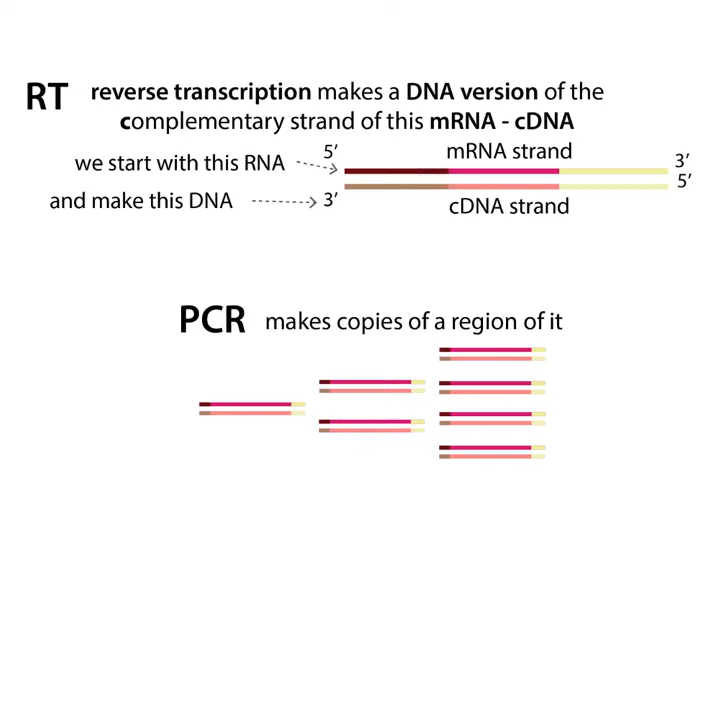 RT reverse transcription makes a DNA version of the
complementary strand of this mRNA - cDNA
we start with this RNA 5’ mRNA strand 3’
and make this DNA 3’ cDNA strand 5’
PCR makes copies of a region of it